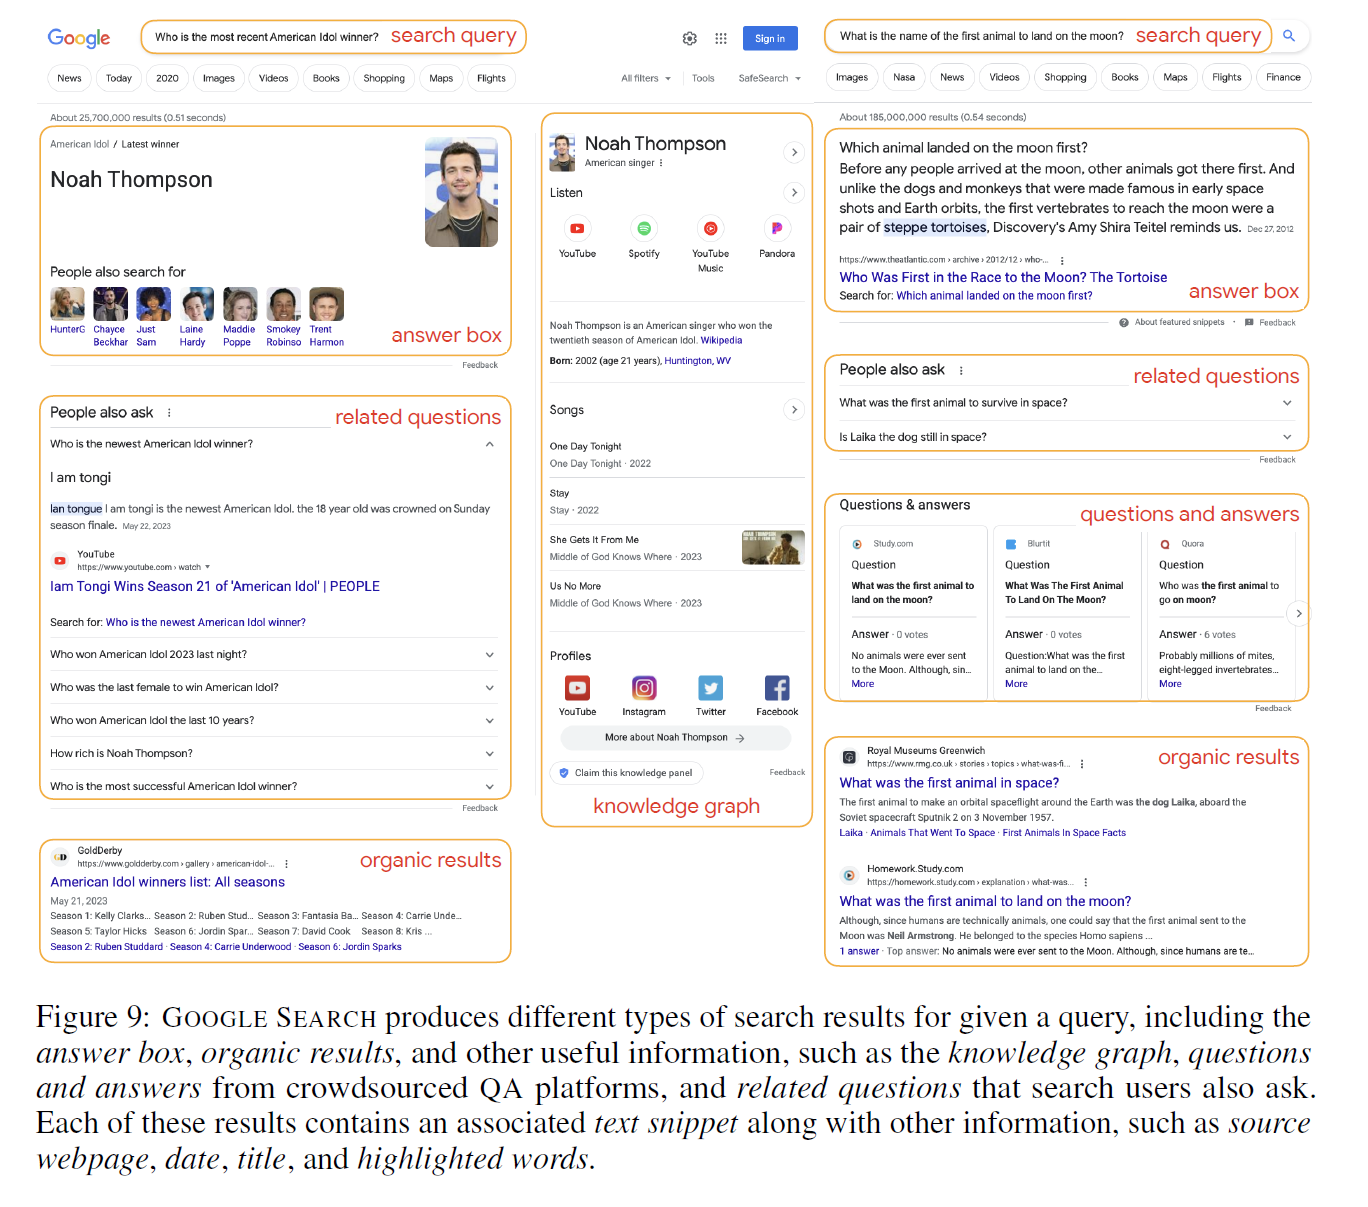 Google
Who is the most recent American Idol winner? search query
Sign in
News Today 2020 Images Videos Books Shopping Maps Flights
All filters Tools SafeSearch
About 25,700,000 results (0.51 seconds)
American Idol / Latest winner
Noah Thompson
People also search for
HunterG Chayce Beckhar Just Sam Laine Hardy Maddie Poppe Smokey Robinso Trent Harmon
answer box
Feedback
People also ask
related questions
Who is the newest American Idol winner?
I am tongi
Ian tongue I am tongi is the newest American Idol. the 18 year old was crowned on Sunday
season finale. May 22, 2023
YouTube
https://www.youtube.com › watch
Iam Tongi Wins Season 21 of 'American Idol' | PEOPLE
Search for: Who is the newest American Idol winner?
Who won American Idol 2023 last night?
Who was the last female to win American Idol?
Who won American Idol the last 10 years?
How rich is Noah Thompson?
Who is the most successful American Idol winner?
Feedback
GoldDerby
GD
https://www.goldderby.com › gallery › american-idol-...
organic results
American Idol winners list: All seasons
May 21, 2023
Season 1: Kelly Clarks... Season 2: Ruben Stud... Season 3: Fantasia Ba... Season 4: Carrie Unde...
Season 5: Taylor Hicks Season 6: Jordin Spar... Season 7: David Cook Season 8: Kris ...
Season 2: Ruben Studdard · Season 4: Carrie Underwood · Season 6: Jordin Sparks
Noah Thompson
American singer
Listen
YouTube Spotify YouTube Music Pandora
Noah Thompson is an American singer who won the
twentieth season of American Idol. Wikipedia
Born: 2002 (age 21 years), Huntington, WV
Songs
One Day Tonight
One Day Tonight · 2022
Stay
Stay · 2022
She Gets It From Me
Middle of God Knows Where · 2023
Us No More
Middle of God Knows Where · 2023
Profiles
YouTube Instagram Twitter Facebook
More about Noah Thompson
Claim this knowledge panel
Feedback
knowledge graph
What is the name of the first animal to land on the moon? search query
Images Nasa News Videos Shopping Books Maps Flights Finance
About 185,000,000 results (0.54 seconds)
Which animal landed on the moon first?
Before any people arrived at the moon, other animals got there first. And
unlike the dogs and monkeys that were made famous in early space
shots and Earth orbits, the first vertebrates to reach the moon were a
pair of steppe tortoises, Discovery's Amy Shira Teitel reminds us. Dec 27, 2012
https://www.theatlantic.com › archive › 2012/12 › who-...
Who Was First in the Race to the Moon? The Tortoise
Search for: Which animal landed on the moon first?
answer box
About featured snippets · Feedback
People also ask
related questions
What was the first animal to survive in space?
Is Laika the dog still in space?
Feedback
Questions & answers
questions and answers
Study.com
Question
What was the first animal to
land on the moon?
Answer · 0 votes
No animals were ever sent
to the Moon. Although, sin...
More
Blurtit
Question
What Was The First Animal
To Land On The Moon?
Answer · 0 votes
Question:What was the first
animal to land on the...
More
Quora
Question
Who was the first animal to
go on moon?
Answer · 6 votes
Probably millions of mites,
eight-legged invertebrates...
More
Feedback
Royal Museums Greenwich
https://www.rmg.co.uk › stories › topics › what-was-fi...
organic results
What was the first animal in space?
The first animal to make an orbital spaceflight around the Earth was the dog Laika, aboard the
Soviet spacecraft Sputnik 2 on 3 November 1957.
Laika · Animals That Went To Space · First Animals In Space Facts
Homework.Study.com
https://homework.study.com › explanation › what-was...
What was the first animal to land on the moon?
Although, since humans are technically animals, one could say that the first animal sent to the
Moon was Neil Armstrong. He belonged to the species Homo sapiens ...
1 answer · Top answer: No animals were ever sent to the Moon. Although, since humans are te...
Figure 9: GOOGLE SEARCH produces different types of search results for given a query, including the
answer box, organic results, and other useful information, such as the knowledge graph, questions
and answers from crowdsourced QA platforms, and related questions that search users also ask.
Each of these results contains an associated text snippet along with other information, such as source
webpage, date, title, and highlighted words.